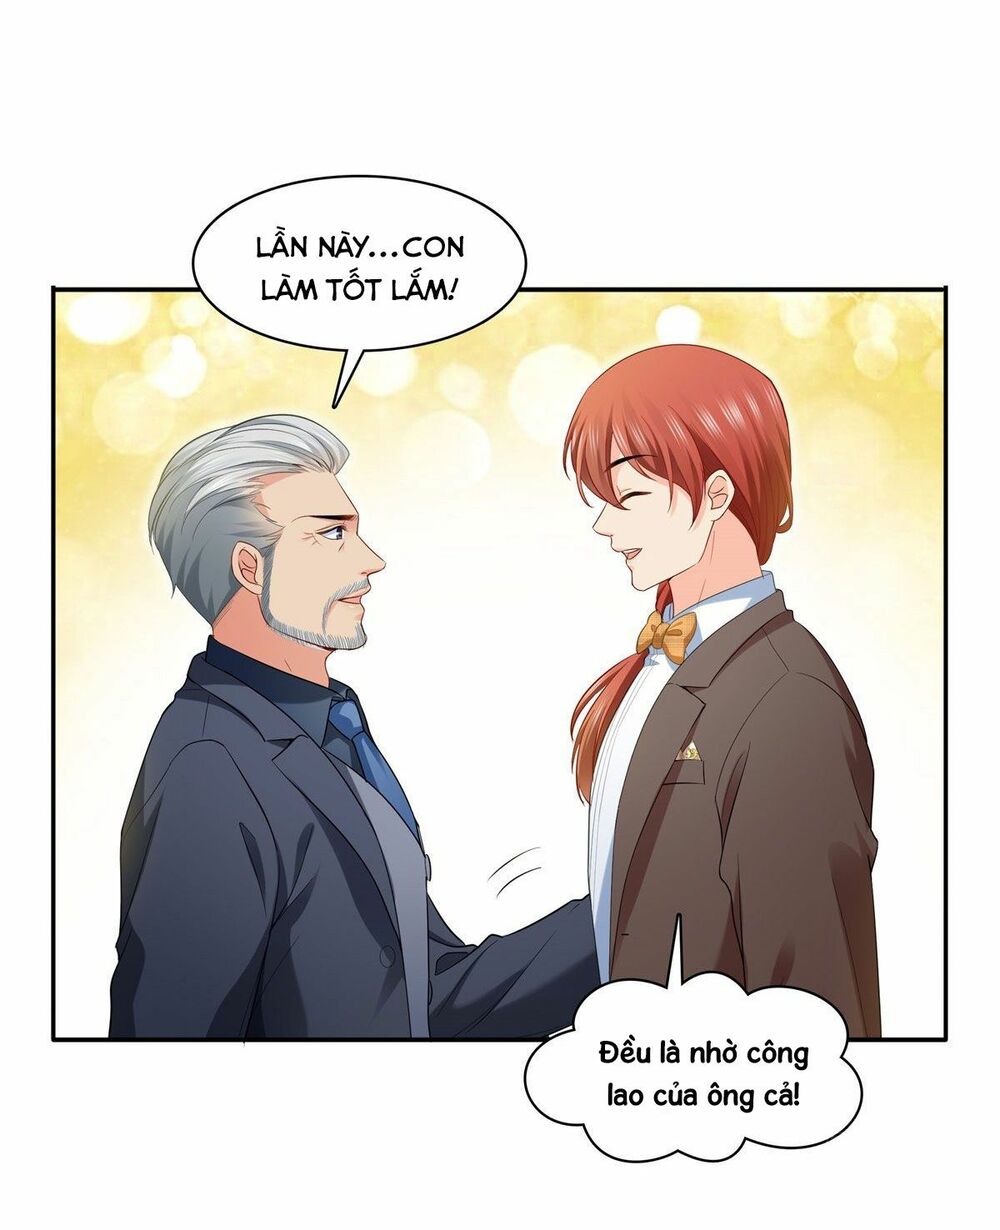 LẦN NÀY...CON
LÀM TỐT LẮM!
Đều là nhờ công
lao của ông cả!